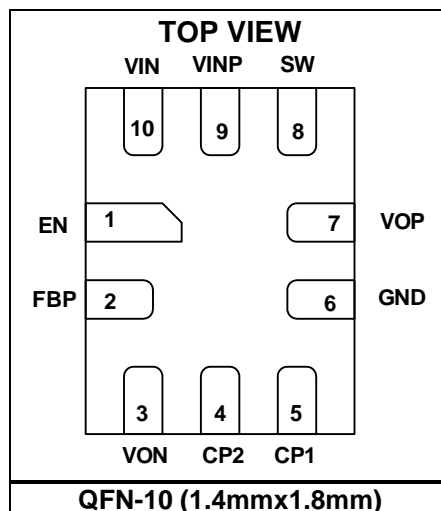 TOP VIEW
VIN VINP SW
10 9 8
EN 1 7 VOP
FBP 2 6 GND
3 4 5
VON CP2 CP1
QFN-10 (1.4mmx1.8mm)